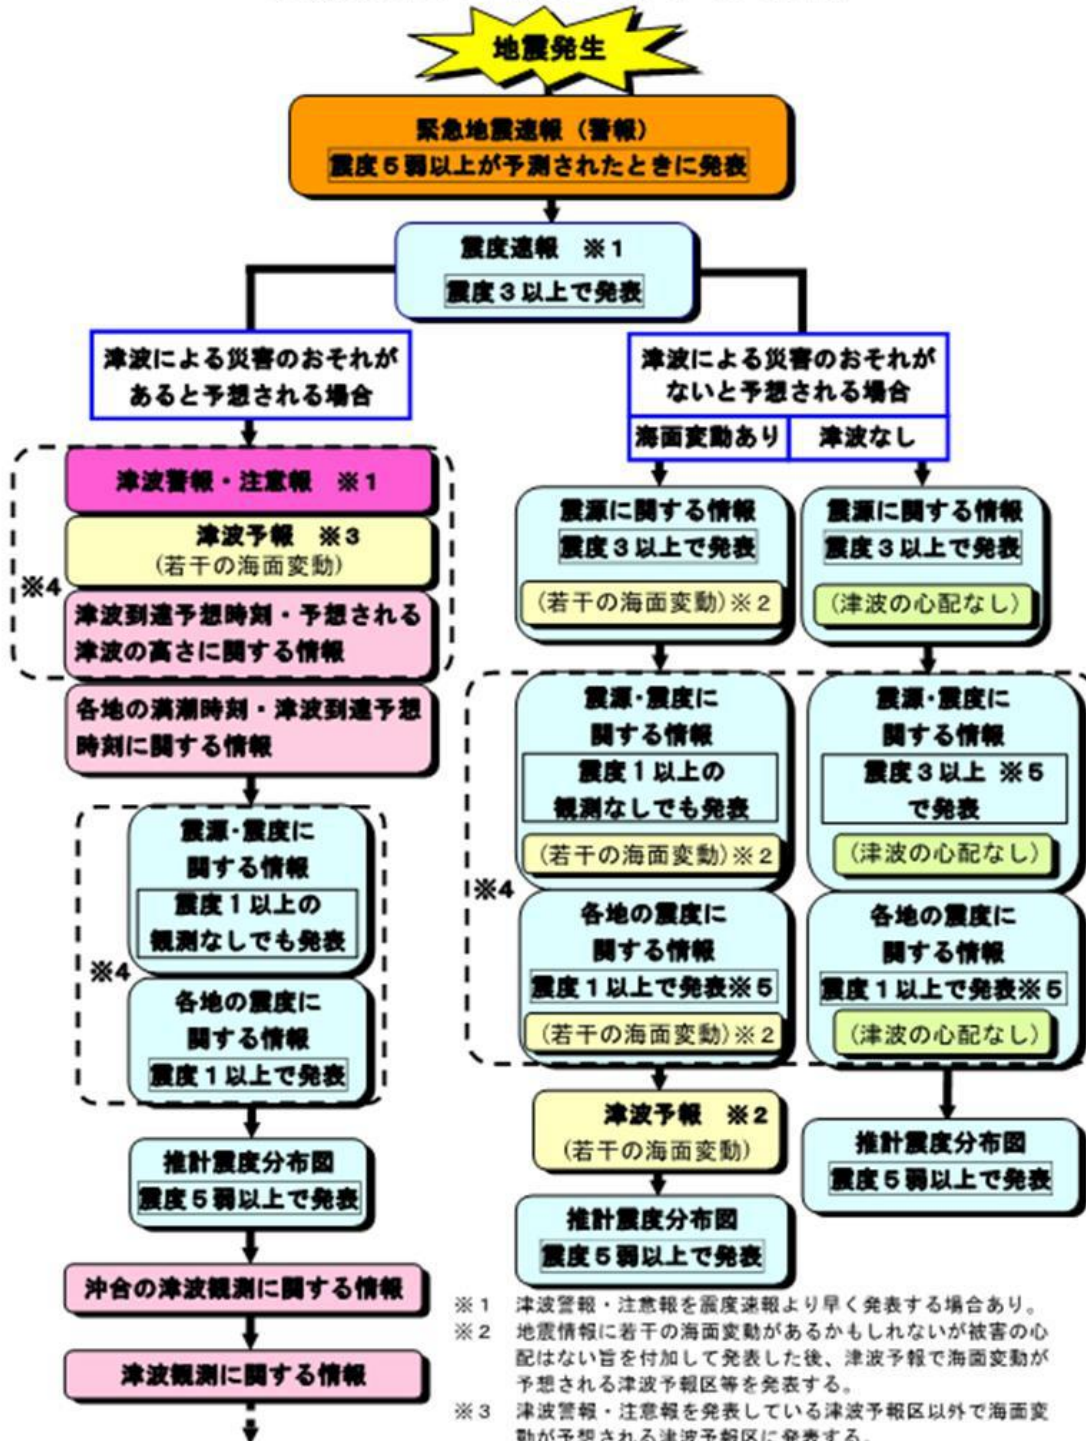 地震発生
緊急地震速報（警報）
震度５弱以上が予測されたときに発表
震度速報　※１
震度３以上で発表
津波による災害のおそれが
あると予想される場合
津波警報・注意報　※１
津波予報　※３
(若干の海面変動)
※４
津波到達予想時刻・予想される
津波の高さに関する情報
各地の満潮時刻・津波到達予想
時刻に関する情報
震源・震度に
関する情報
震度１以上の
観測なしでも発表
※４
各地の震度に
関する情報
震度１以上で発表
推計震度分布図
震度５弱以上で発表
沖合の津波観測に関する情報
津波観測に関する情報
津波による災害のおそれが
ないと予想される場合
海面変動あり
津波なし
震源に関する情報
震度３以上で発表
(若干の海面変動)※２
震源・震度に
関する情報
震度１以上の
観測なしでも発表
(若干の海面変動)※２
※４
各地の震度に
関する情報
震度１以上で発表※５
(若干の海面変動)※２
津波予報　※２
(若干の海面変動)
推計震度分布図
震度５弱以上で発表
震源に関する情報
震度３以上で発表
(津波の心配なし)
震源・震度に
関する情報
震度３以上 ※５
で発表
(津波の心配なし)
各地の震度に
関する情報
震度１以上で発表※５
(津波の心配なし)
推計震度分布図
震度５弱以上で発表
※１　津波警報・注意報を震度速報より早く発表する場合あり。
※２　地震情報に若干の海面変動があるかもしれないが被害の心
配はない旨を付加して発表した後、津波予報で海面変動が
予想される津波予報区等を発表する。
※３　津波警報・注意報を発表している津波予報区以外で海面変
動が予想される津波予報区に発表する。